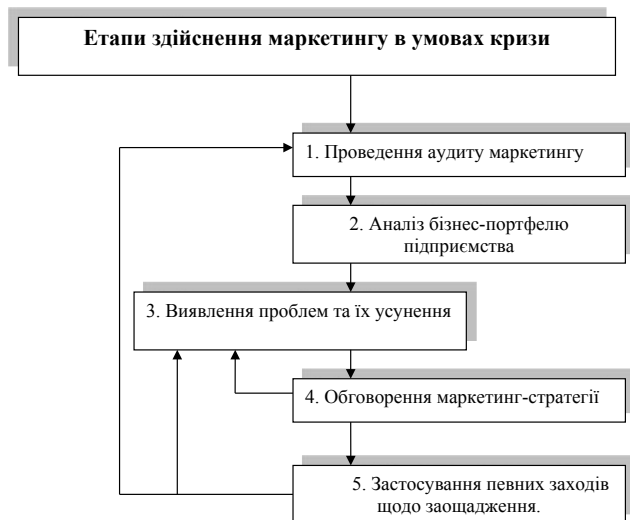 Етапи здійснення маркетингу в умовах кризи
1. Проведення аудиту маркетингу
2. Аналіз бізнес-портфелю
підприємства
3. Виявлення проблем та їх усунення
4. Обговорення маркетинг-стратегії
5. Застосування певних заходів
щодо заощадження.